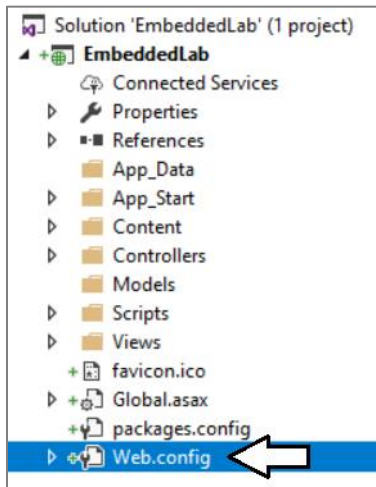 Solution 'EmbeddedLab' (1 project)
EmbeddedLab
Connected Services
Properties
References
App_Data
App_Start
Content
Controllers
Models
Scripts
Views
favicon.ico
Global.asax
packages.config
Web.config